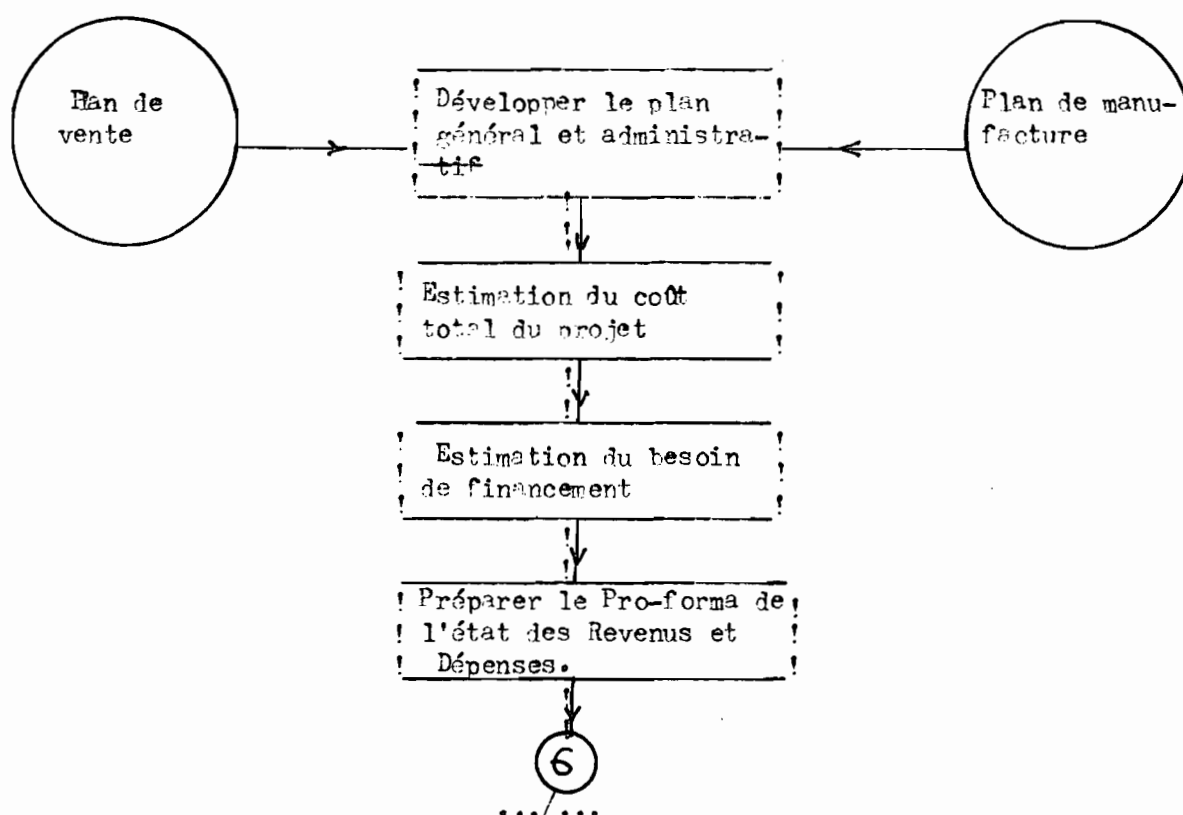 Plan de
vente
Développer le plan
général et administra-
tif
Plan de manu-
facture
Estimation du coût
total du projet
Estimation du besoin
de financement
Préparer le Pro-forma de
l'état des Revenus et
Dépenses.
6